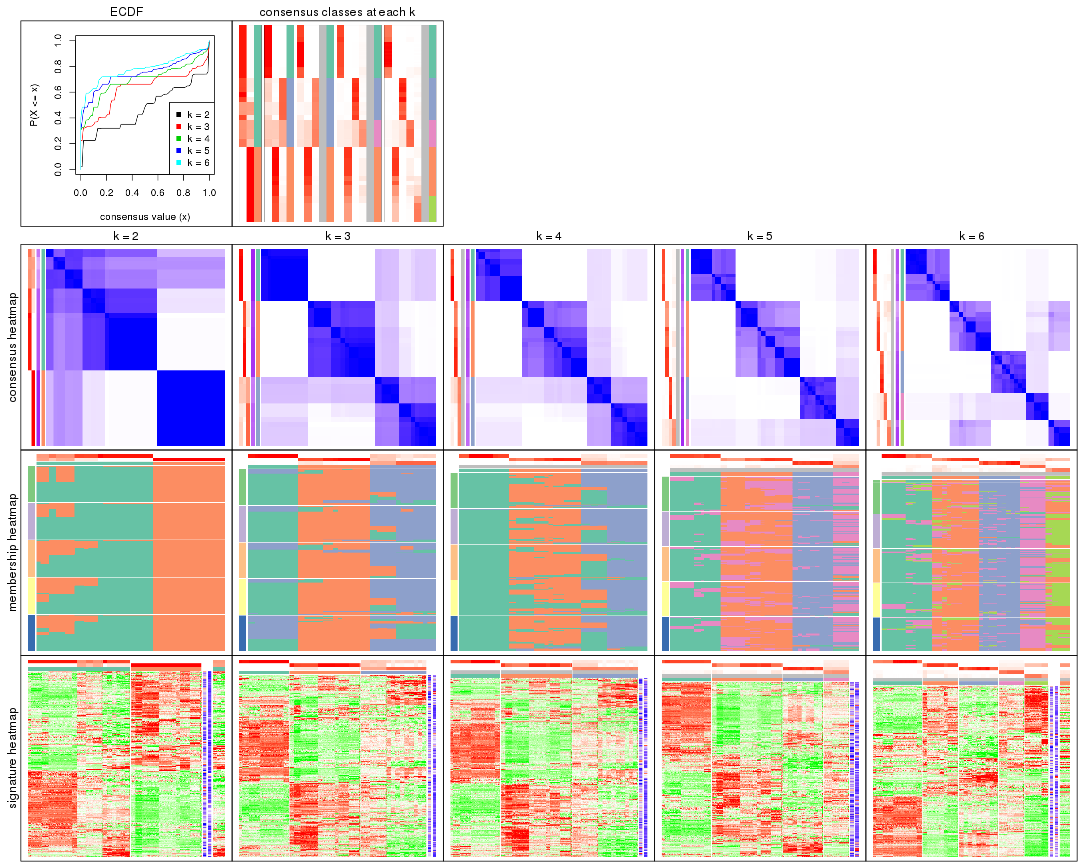 ECDF
consensus classes at each k
P(X <= x)
0.0 0.2 0.4 0.6 0.8 1.0
k = 2
k = 3
k = 4
k = 5
k = 6
0.0 0.2 0.4 0.6 0.8 1.0
consensus value (x)
k = 2
k = 3
k = 4
k = 5
k = 6
consensus heatmap
membership heatmap
signature heatmap